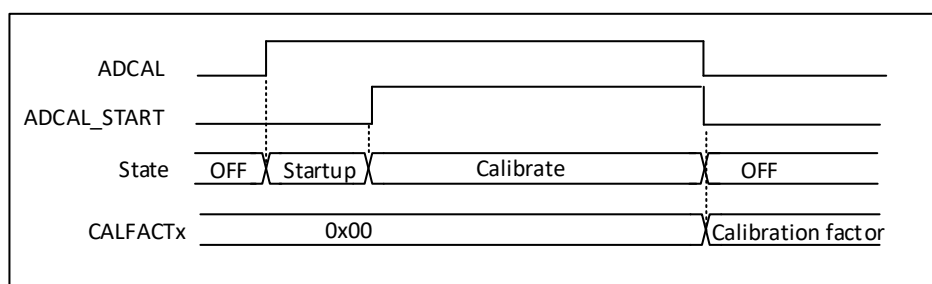 ADCAL
ADCAL_START
State OFF Startup Calibrate OFF
CALFACTx 0x00 Calibration factor